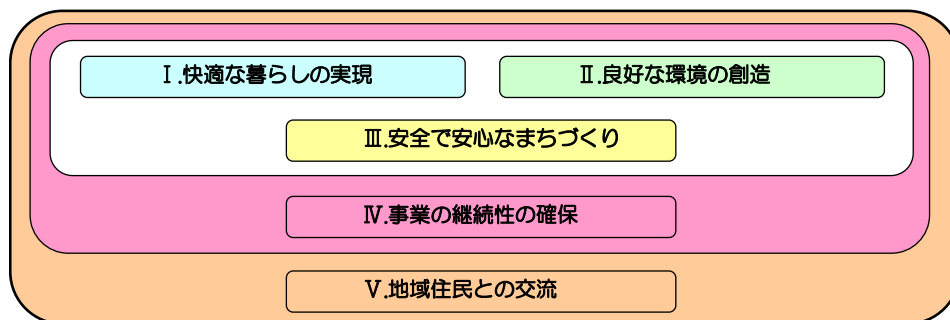 Ⅰ.快適な暮らしの実現
Ⅱ.良好な環境の創造
Ⅲ.安全で安心なまちづくり
Ⅳ.事業の継続性の確保
Ⅴ.地域住民との交流